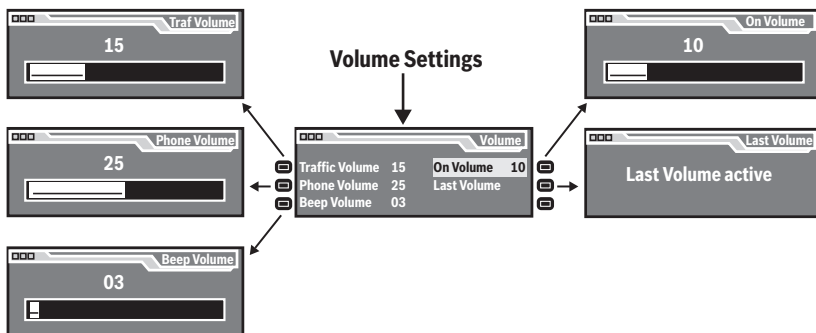 Traf Volume
15
On Volume
10
Volume Settings
Phone Volume
25
Volume
Traffic Volume 15 On Volume 10
Phone Volume 25 Last Volume
Beep Volume 03
Last Volume
Last Volume active
Beep Volume
03